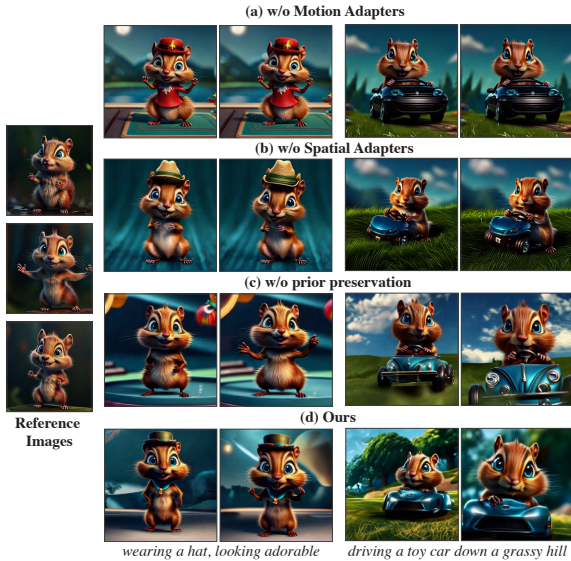 (a) w/o Motion Adapters
(b) w/o Spatial Adapters
(c) w/o prior preservation
(d) Ours
Reference
Images
wearing a hat, looking adorable
driving a toy car down a grassy hill